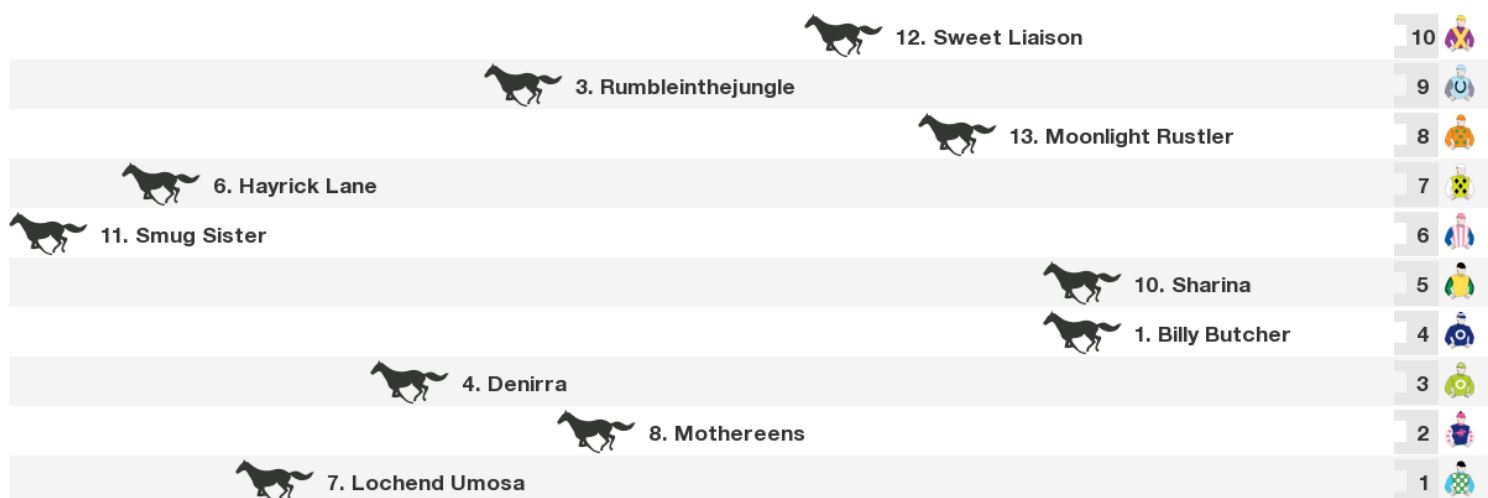 12. Sweet Liaison 10
3. Rumbleinthejungle 9
13. Moonlight Rustler 8
6. Hayrick Lane 7
11. Smug Sister 6
10. Sharina 5
1. Billy Butcher 4
4. Denirra 3
8. Mothereens 2
7. Lochend Umosa 1